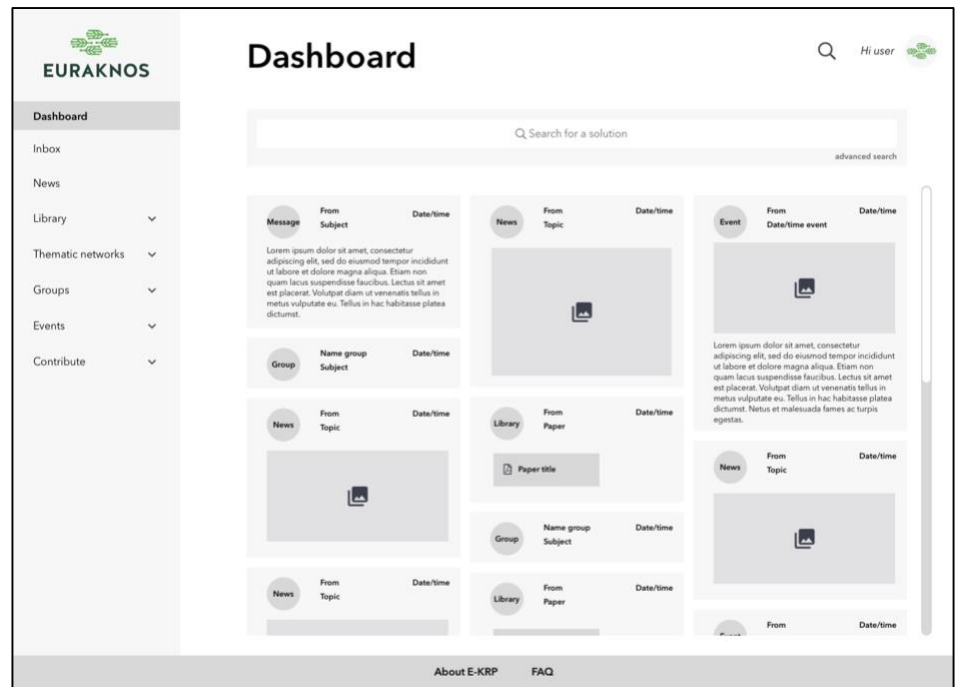 EURAKNOS
Dashboard
Hi user
Dashboard
Inbox
News
Library
Thematic networks
Groups
Events
Contribute
Search for a solution
advanced search
Message
From
Subject
Date/time
Lorem ipsum dolor sit amet, consectetur
adipiscing elit, sed do eiusmod tempor incididunt
ut labore et dolore magna aliqua. Etiam non
quam lacus suspendisse faucibus. Lectus sit amet
est placerat. Volutpat diam ut venenatis tellus in
metus vulputate eu. Tellus in hac habitasse platea
dictumst.
Group
Name group
Subject
Date/time
News
From
Topic
Date/time
News
From
Topic
Date/time
News
From
Topic
Date/time
Library
From
Paper
Date/time
Paper title
Group
Name group
Subject
Date/time
Library
From
Paper
Date/time
Event
From
Date/time event
Date/time
Lorem ipsum dolor sit amet, consectetur
adipiscing elit, sed do eiusmod tempor incididunt
ut labore et dolore magna aliqua. Etiam non
quam lacus suspendisse faucibus. Lectus sit amet
est placerat. Volutpat diam ut venenatis tellus in
metus vulputate eu. Tellus in hac habitasse platea
dictumst. Netus et malesuada fames ac turpis
egestas.
News
From
Topic
Date/time
Event
From
Date/time
About E-KRP
FAQ